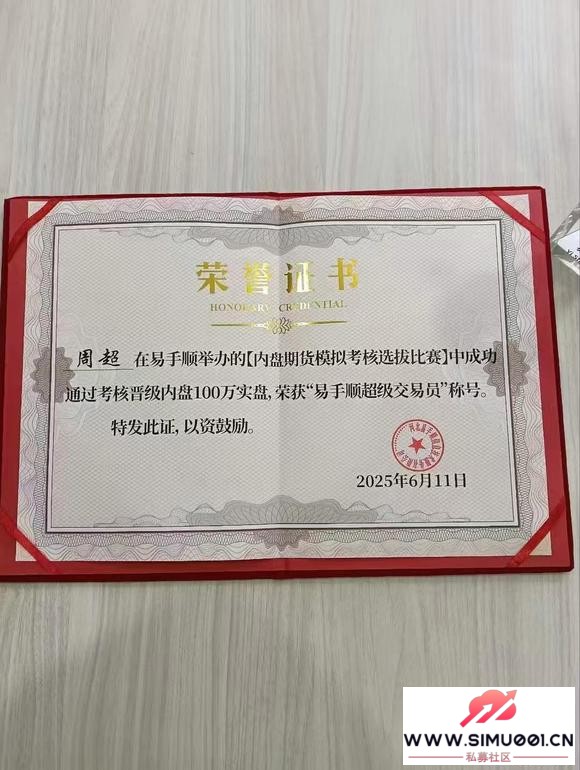 荣誉证书
HONORARY CREDENTIAL
周超 在易手顺举办的【内盘期货模拟考核选拔比赛】中成功
通过考核晋级内盘100万实盘,荣获“易手顺超级交易员”称号。
特发此证,以资鼓励。
2025年6月11日
WWW.SIMU001.CN
私募社区